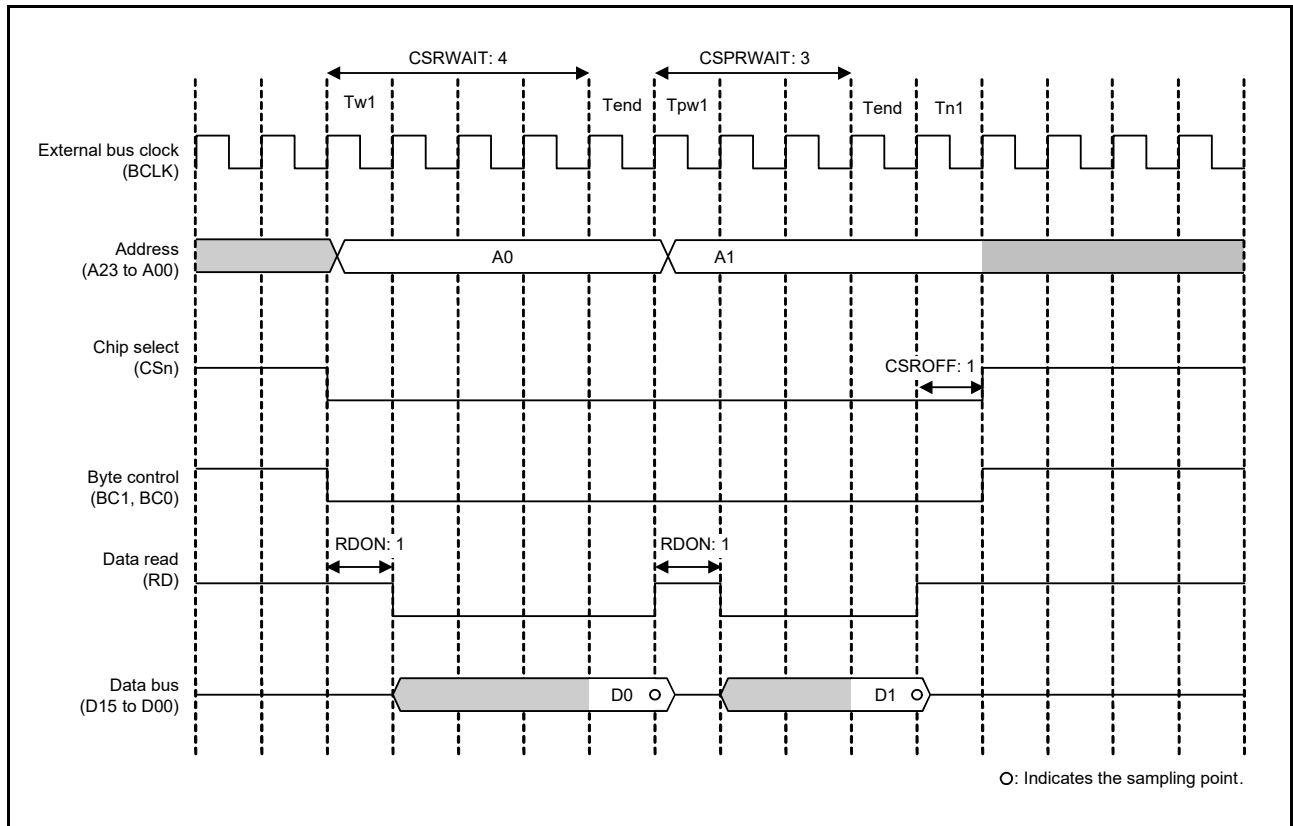 CSRWAIT: 4
CSPRWAIT: 3
Tw1
Tend
Tpw1
Tend
Tn1
External bus clock
(BCLK)
Address
(A23 to A00)
A0
A1
Chip select
(CSn)
CSROFF: 1
Byte control
(BC1, BC0)
Data read
(RD)
RDON: 1
RDON: 1
Data bus
(D15 to D00)
D0
D1
O: Indicates the sampling point.